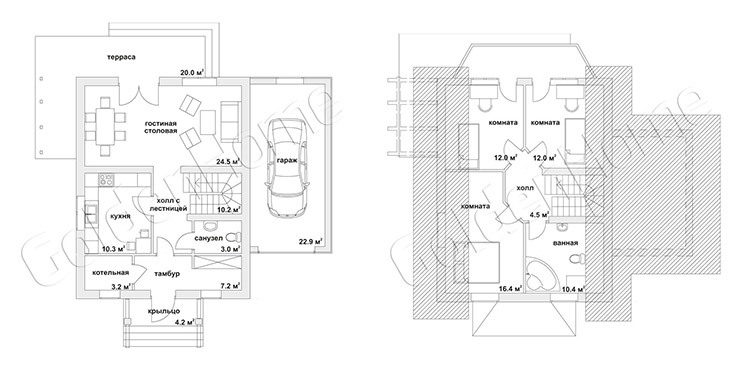 терраса
20.0 м²
гостиная
столовая
24.5 м²
гараж
22.9 м²
холл с
лестницей
10.2 м²
кухня
10.3 м²
санузел
3.0 м²
котельная
3.2 м²
тамбур
7.2 м²
крыльцо
4.2 м²
комната
12.0 м²
комната
12.0 м²
холл
4.5 м²
комната
16.4 м²
ванная
10.4 м²